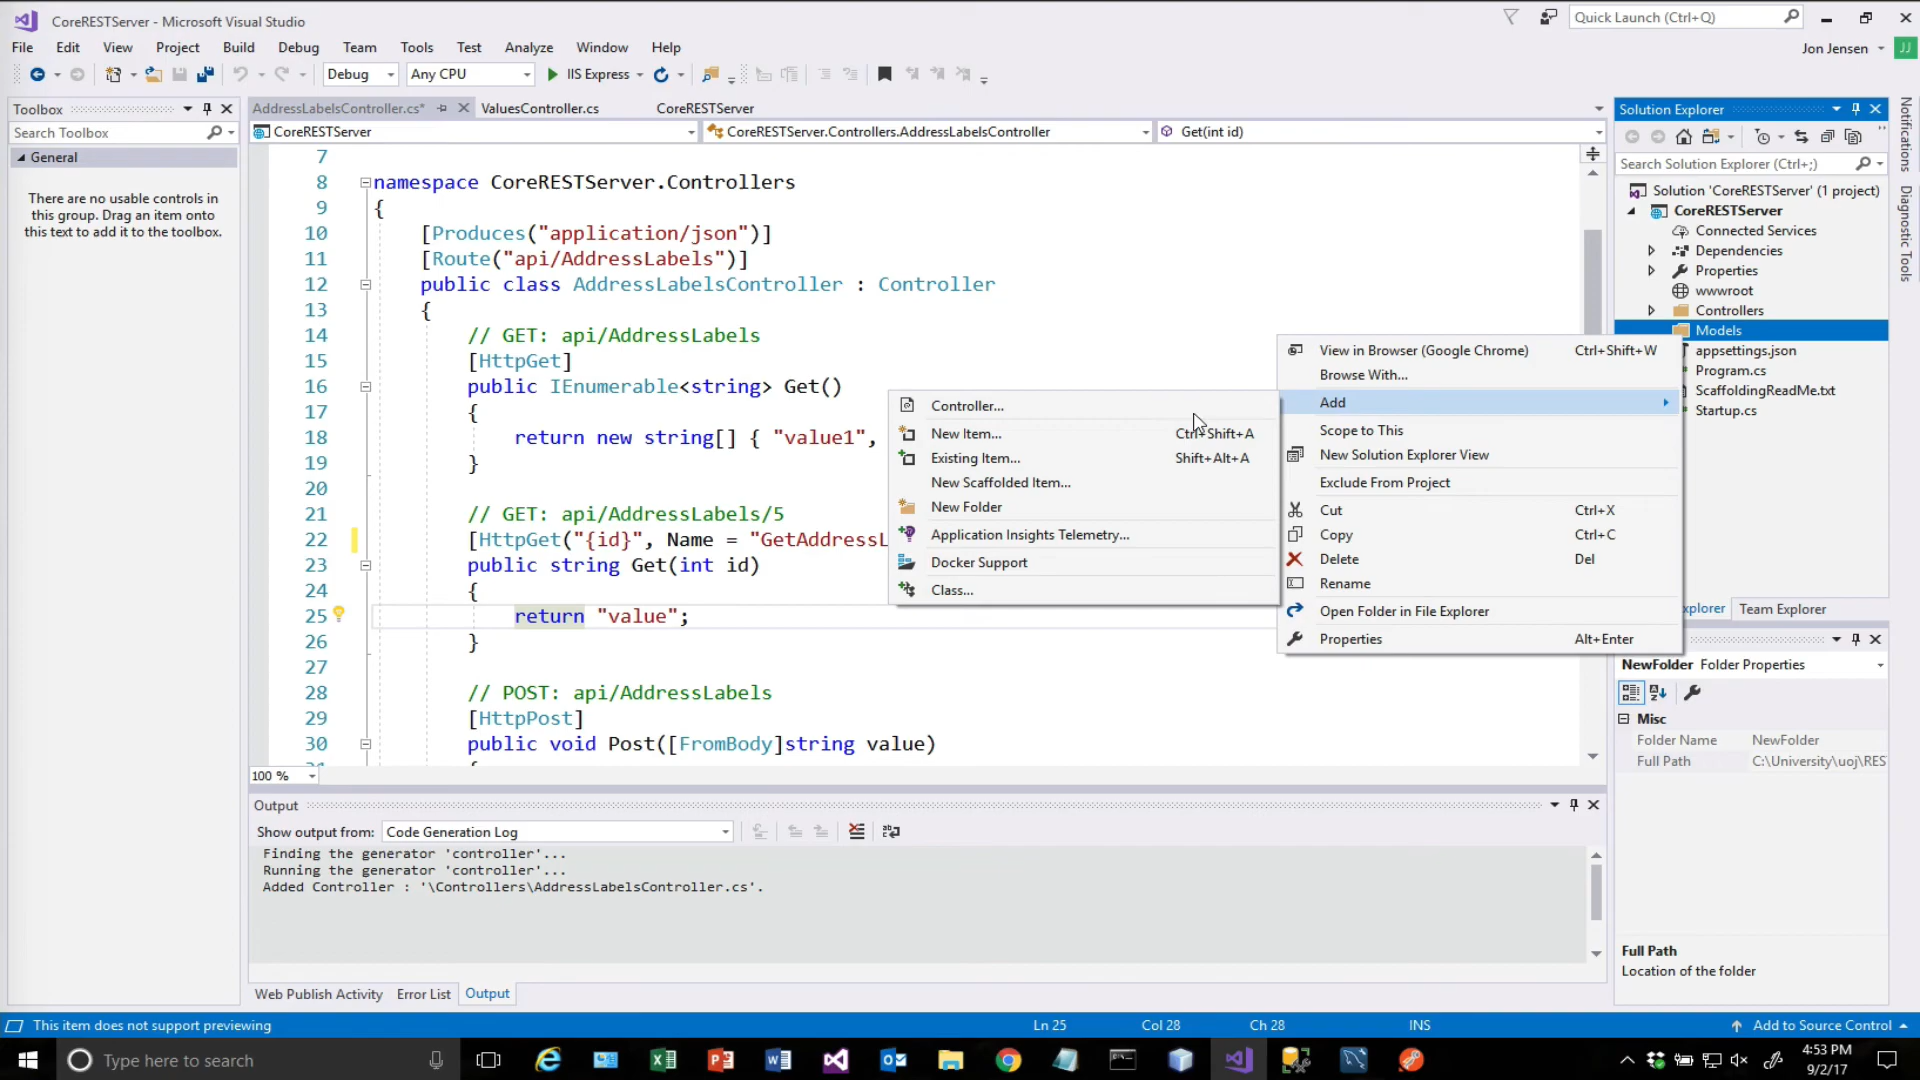 CoreRESTServer - Microsoft Visual Studio
Quick Launch (Ctrl+Q)
File Edit View Project Build Debug Team Tools Test Analyze Window Help
Jon Jensen JJ
Debug Any CPU IIS Express
Toolbox
Search Toolbox
General
There are no usable controls in
this group. Drag an item onto
this text to add it to the toolbox.
AddressLabelsController.cs* ValuesController.cs CoreRESTServer
CoreRESTServer CoreRESTServer.Controllers.AddressLabelsController Get(int id)
7
8 namespace CoreRESTServer.Controllers
9 {
10 [Produces("application/json")]
11 [Route("api/AddressLabels")]
12 public class AddressLabelsController : Controller
13 {
14 // GET: api/AddressLabels
15 [HttpGet]
16 public IEnumerable<string> Get()
17 {
18 return new string[] { "value1",
19 }
20
21 // GET: api/AddressLabels/5
22 [HttpGet("{id}", Name = "GetAddressL
23 public string Get(int id)
24 {
25 return "value";
26 }
27
28 // POST: api/AddressLabels
29 [HttpPost]
30 public void Post([FromBody]string value)
100 %
Controller...
New Item... Ctrl+Shift+A
Existing Item... Shift+Alt+A
New Scaffolded Item...
New Folder
Application Insights Telemetry...
Docker Support
Class...
View in Browser (Google Chrome) Ctrl+Shift+W
Browse With...
Add
Scope to This
New Solution Explorer View
Exclude From Project
Cut Ctrl+X
Copy Ctrl+C
Delete Del
Rename
Open Folder in File Explorer
Properties Alt+Enter
Solution Explorer
Search Solution Explorer (Ctrl+;)
Solution 'CoreRESTServer' (1 project)
CoreRESTServer
Connected Services
Dependencies
Properties
wwwroot
Controllers
Models
appsettings.json
Program.cs
ScaffoldingReadMe.txt
Startup.cs
xplorer Team Explorer
NewFolder Folder Properties
Misc
Folder Name NewFolder
Full Path C:\University\uoj\RES
Full Path
Location of the folder
Notifications
Diagnostic Tools
Output
Show output from: Code Generation Log
Finding the generator 'controller'...
Running the generator 'controller'...
Added Controller : '\Controllers\AddressLabelsController.cs'.
Web Publish Activity Error List Output
This item does not support previewing Ln 25 Col 28 Ch 28 INS Add to Source Control
Type here to search
4:53 PM
9/2/17